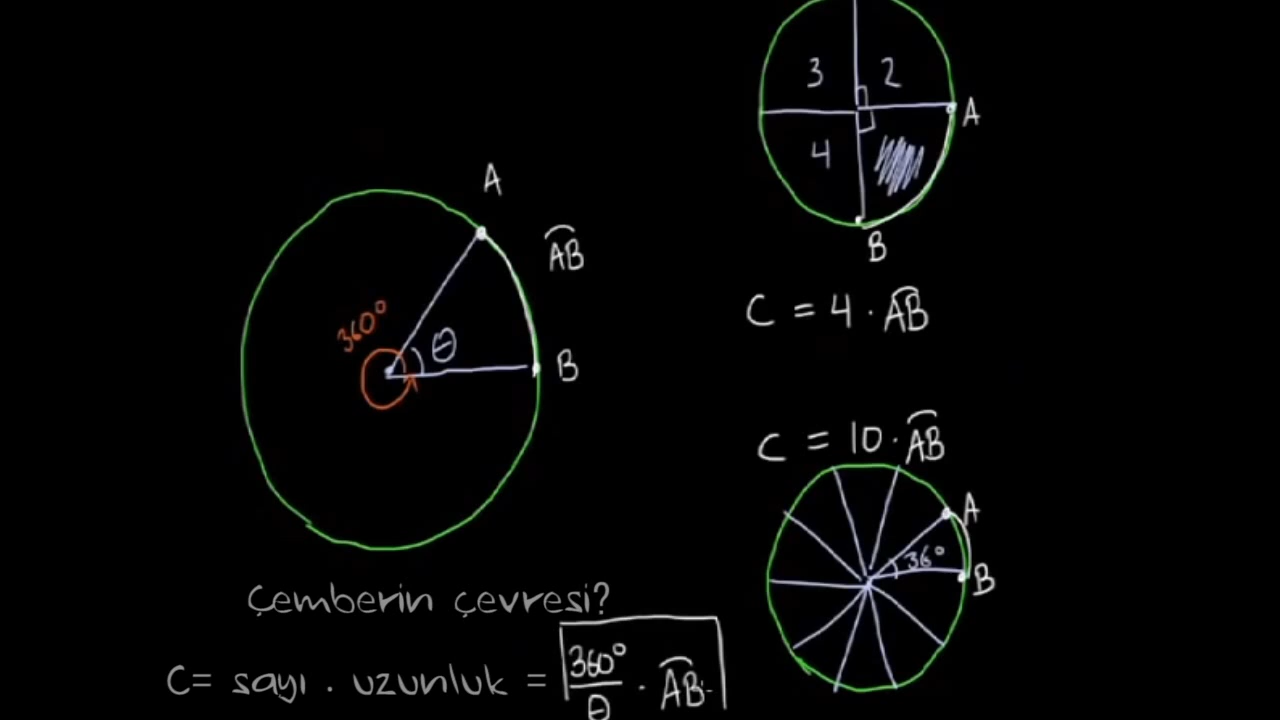 A
AB
360°
θ
B
Çemberin çevresi?
C = sayı . uzunluk = 360°/θ . AB
3 2
A
4
B
C = 4 . AB
C = 10 . AB
A
36°
B